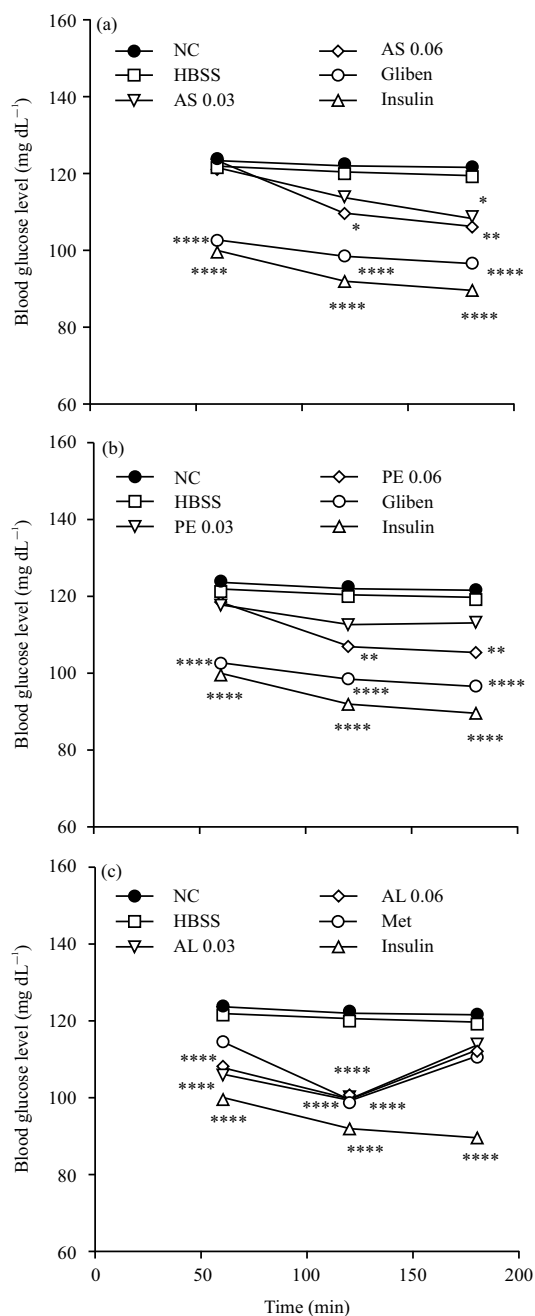 (a)
160
140
120
100
80
60
Blood glucose level (mg dL⁻¹)
NC
HBSS
AS 0.03
AS 0.06
Gliben
Insulin
*
*
**
****
****
****
****
****
****
(b)
160
140
120
100
80
60
Blood glucose level (mg dL⁻¹)
NC
HBSS
PE 0.03
PE 0.06
Gliben
Insulin
**
**
****
****
****
****
****
****
(c)
160
140
120
100
80
60
Blood glucose level (mg dL⁻¹)
NC
HBSS
AL 0.03
AL 0.06
Met
Insulin
****
****
****
****
****
****
****
****
0
50
100
150
200
Time (min)